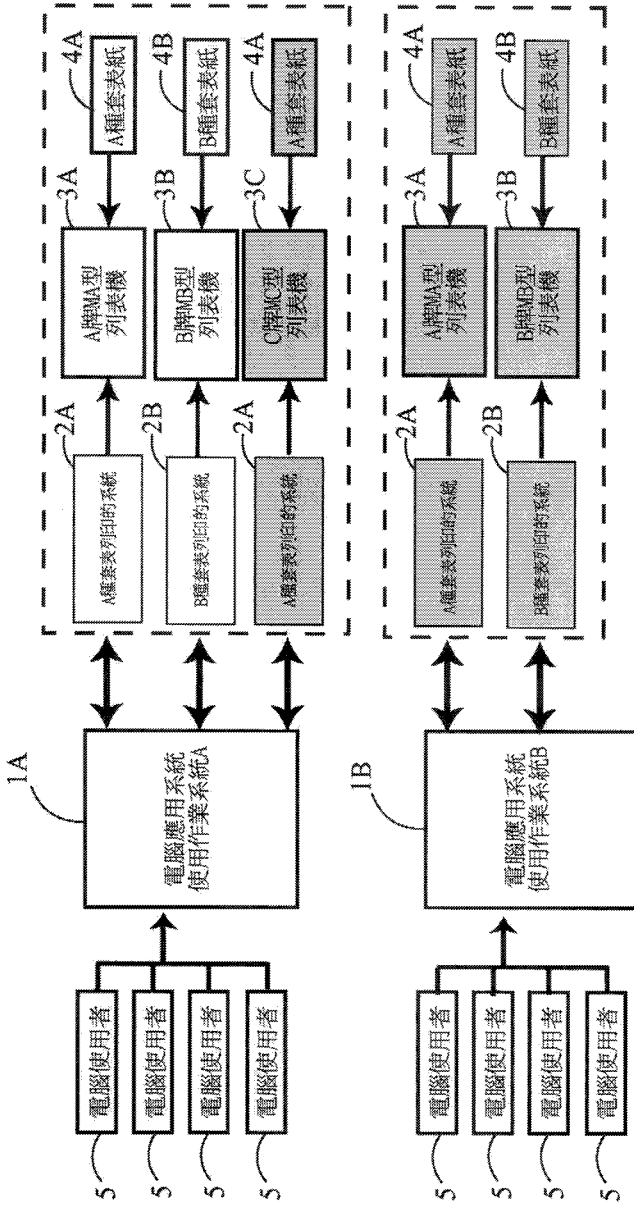 5 電腦使用者
5 電腦使用者
5 電腦使用者
5 電腦使用者
1A
電腦應用系統
使用作業系統A
2A
A種套表列印的系統
3A
A牌MA型
列表機
4A
A種套表紙
2B
B種套表列印的系統
3B
B牌MB型
列表機
4B
B種套表紙
2A
A種套表列印的系統
3C
C牌MC型
列表機
4A
A種套表紙
5 電腦使用者
5 電腦使用者
5 電腦使用者
5 電腦使用者
1B
電腦應用系統
使用作業系統B
2A
A種套表列印的系統
3A
A牌MA型
列表機
4A
A種套表紙
2B
B種套表列印的系統
3B
B牌MB型
列表機
4B
B種套表紙